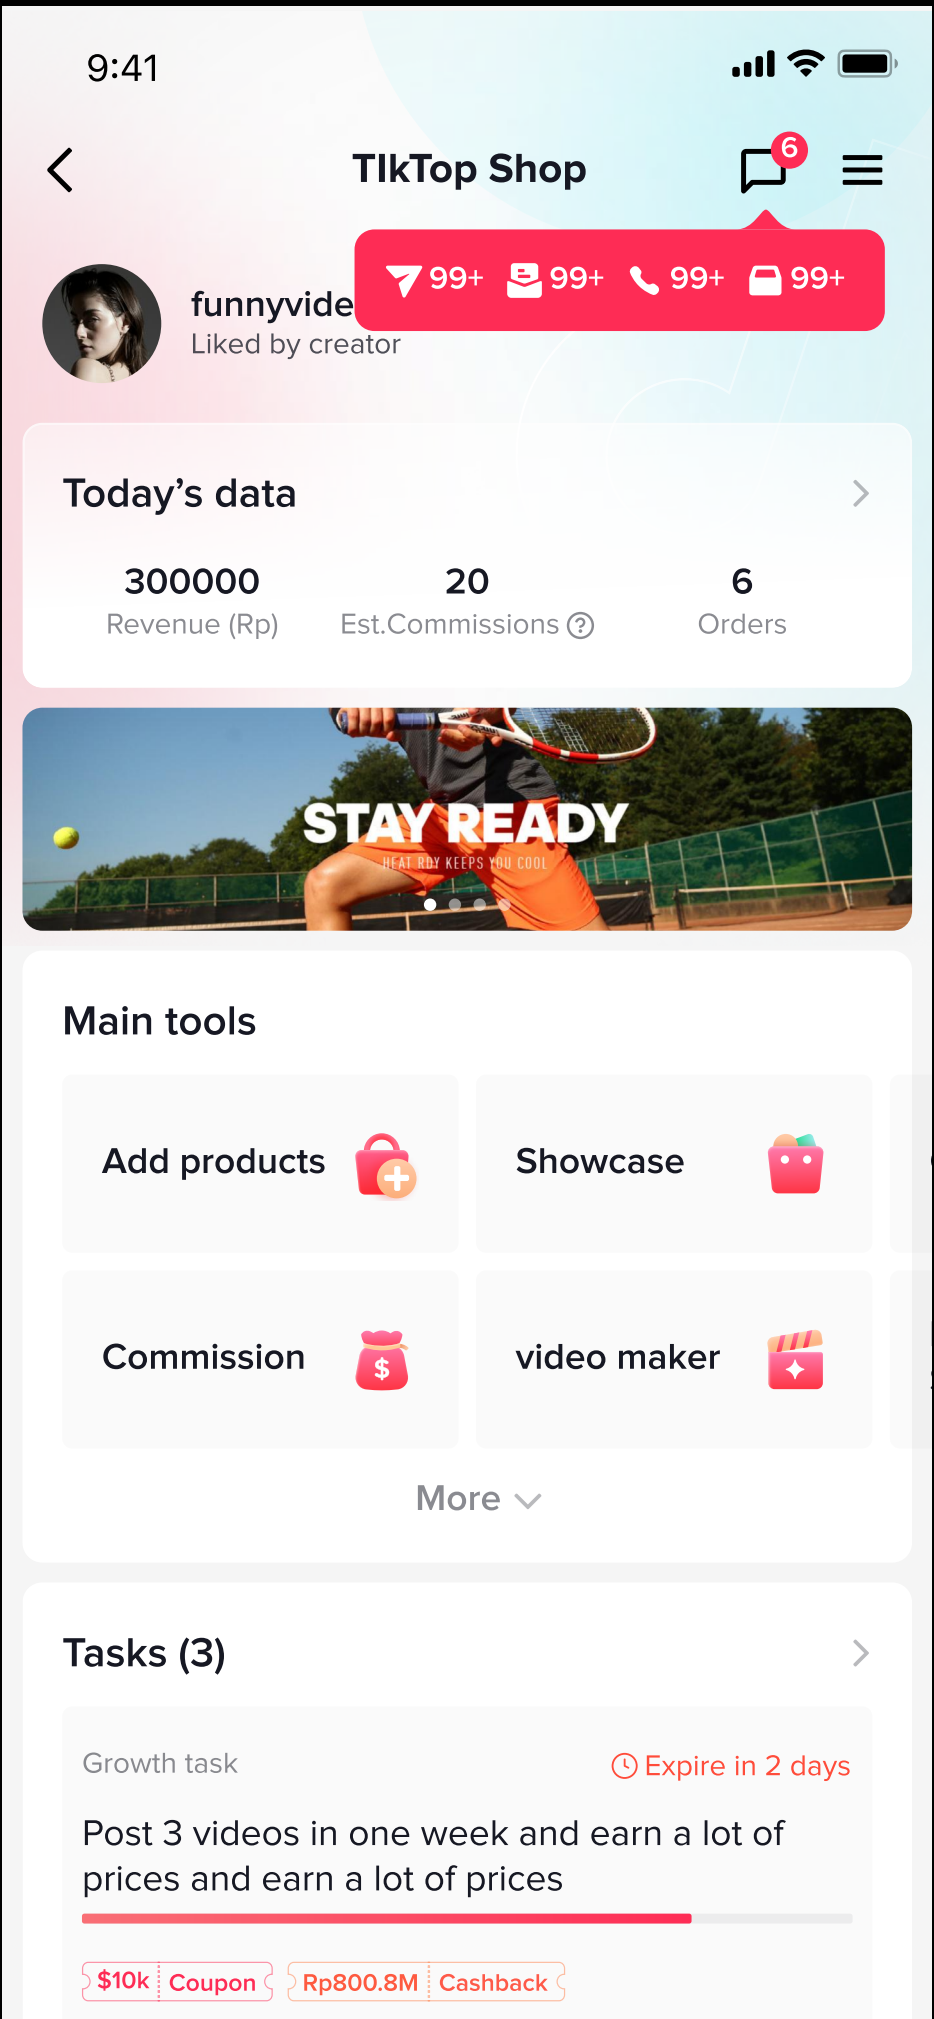 9:41
TIkTop Shop
6
99+ 99+ 99+ 99+
funnyvide
Liked by creator
Today’s data
300000 20 6
Revenue (Rp) Est.Commissions ? Orders
STAY READY
HEAT RDY KEEPS YOU COOL
Main tools
Add products
Showcase
Commission
$
video maker
More
Tasks (3)
Growth task
Expire in 2 days
Post 3 videos in one week and earn a lot of
prices and earn a lot of prices
$10k Coupon Rp800.8M Cashback